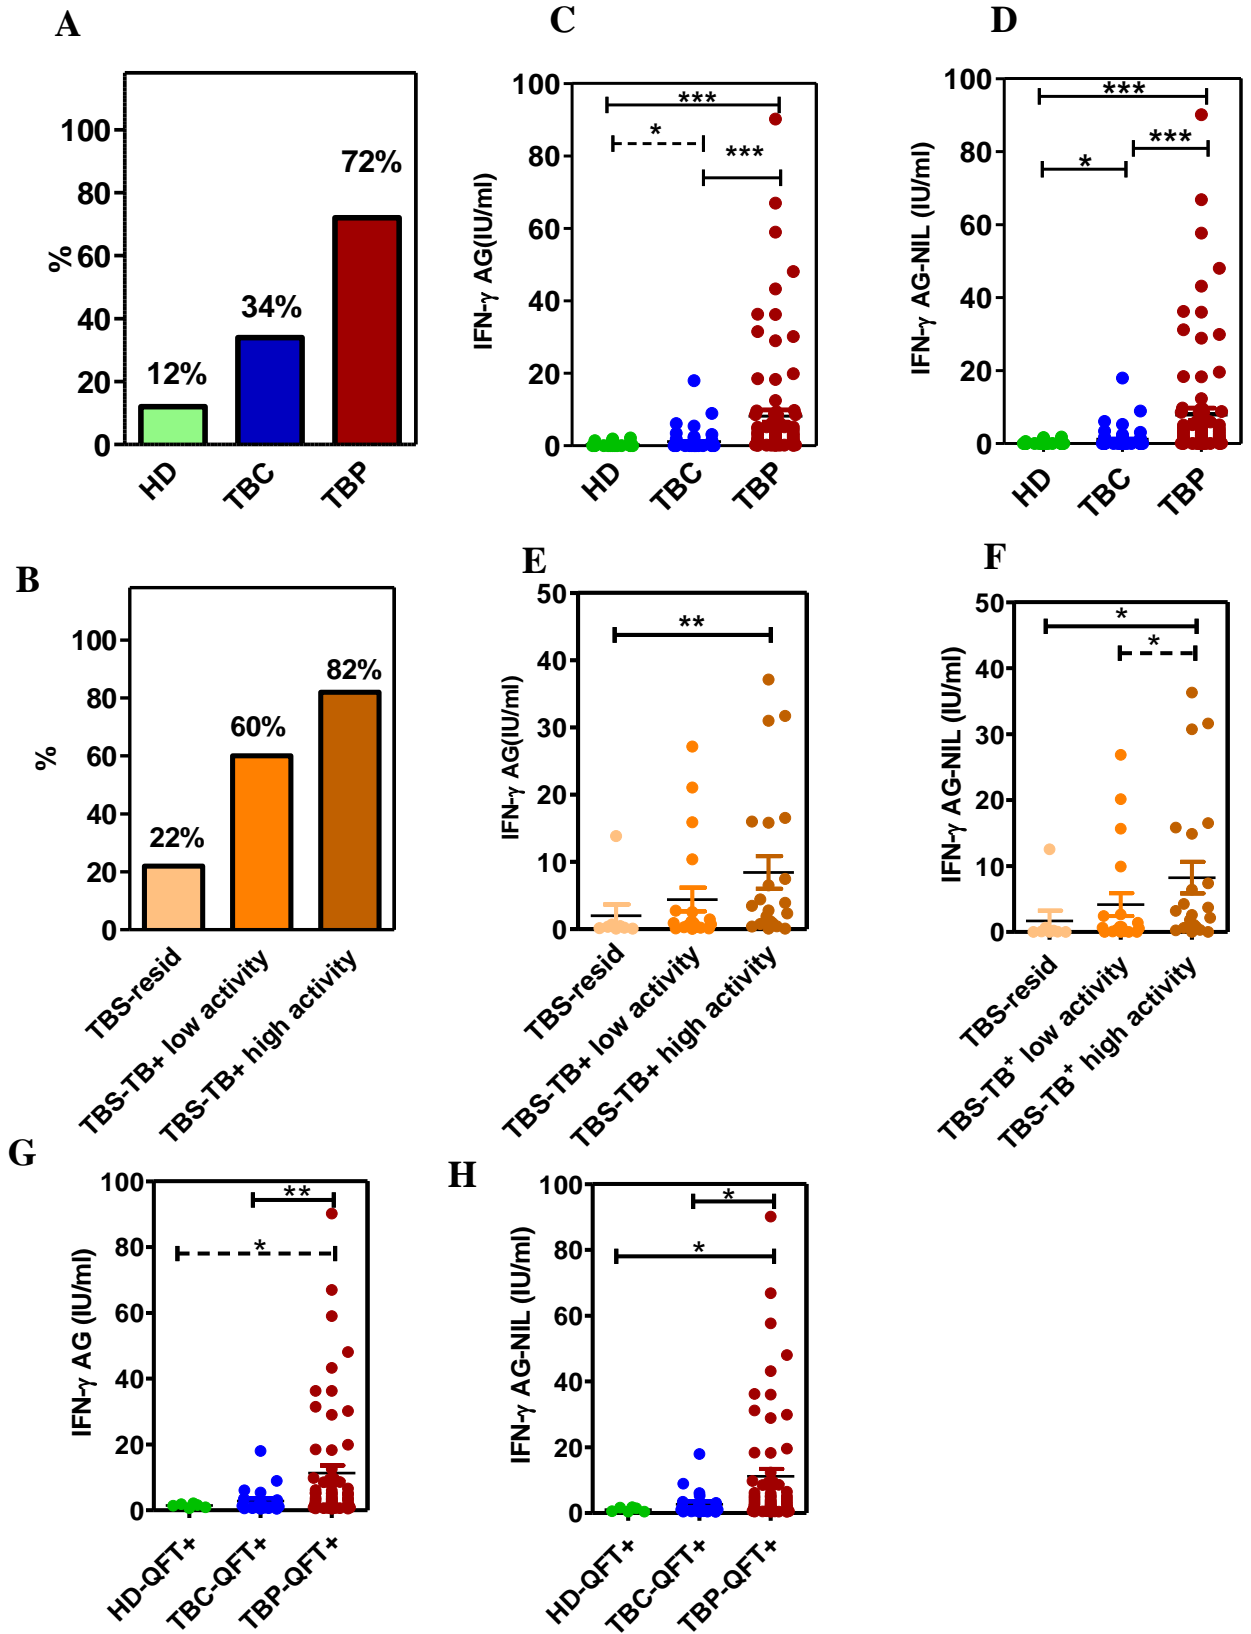 A
%
100
80
60
40
20
0
12%
34%
72%
HD
TBC
TBP
C
IFN-γ AG(IU/ml)
100
80
60
40
20
0
***
*
***
HD
TBC
TBP
D
IFN-γ AG-NIL (IU/ml)
100
80
60
40
20
0
***
***
*
HD
TBC
TBP
B
%
100
80
60
40
20
0
22%
60%
82%
TBS-resid
TBS-TB+ low activity
TBS-TB+ high activity
E
IFN-γ AG(IU/ml)
50
40
30
20
10
0
**
TBS-resid
TBS-TB+ low activity
TBS-TB+ high activity
F
IFN-γ AG-NIL (IU/ml)
50
40
30
20
10
0
*
*
TBS-resid
TBS-TB⁺ low activity
TBS-TB⁺ high activity
G
IFN-γ AG (IU/ml)
100
80
60
40
20
0
**
*
HD-QFT+
TBC-QFT+
TBP-QFT+
H
IFN-γ AG-NIL (IU/ml)
100
80
60
40
20
0
*
*
HD-QFT+
TBC-QFT+
TBP-QFT+